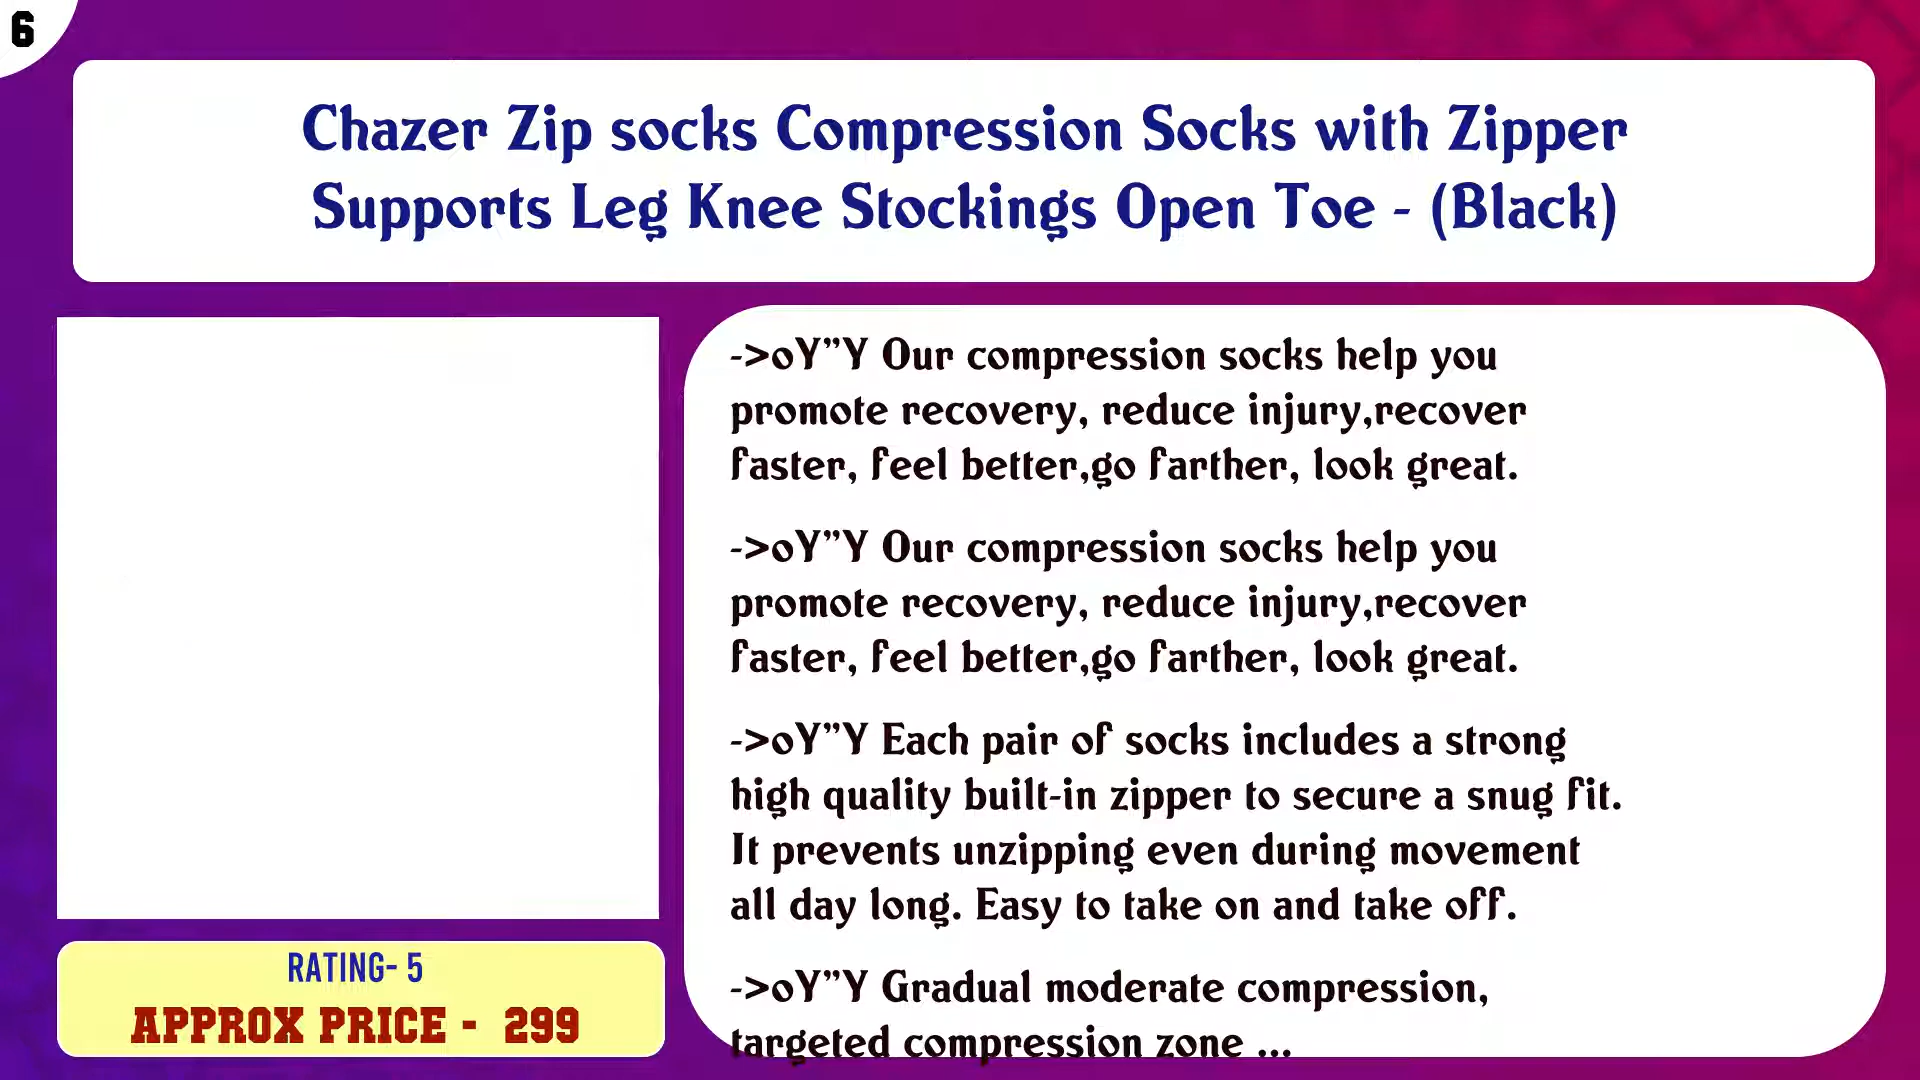 6
Chazer Zip socks Compression Socks with Zipper
Supports Leg Knee Stockings Open Toe - (Black)
->oY”Y Our compression socks help you
promote recovery, reduce injury,recover
faster, feel better,go farther, look great.
->oY”Y Our compression socks help you
promote recovery, reduce injury,recover
faster, feel better,go farther, look great.
->oY”Y Each pair of socks includes a strong
high quality built-in zipper to secure a snug fit.
It prevents unzipping even during movement
all day long. Easy to take on and take off.
->oY”Y Gradual moderate compression,
targeted compression zone ...
RATING- 5
APPROX PRICE - 299